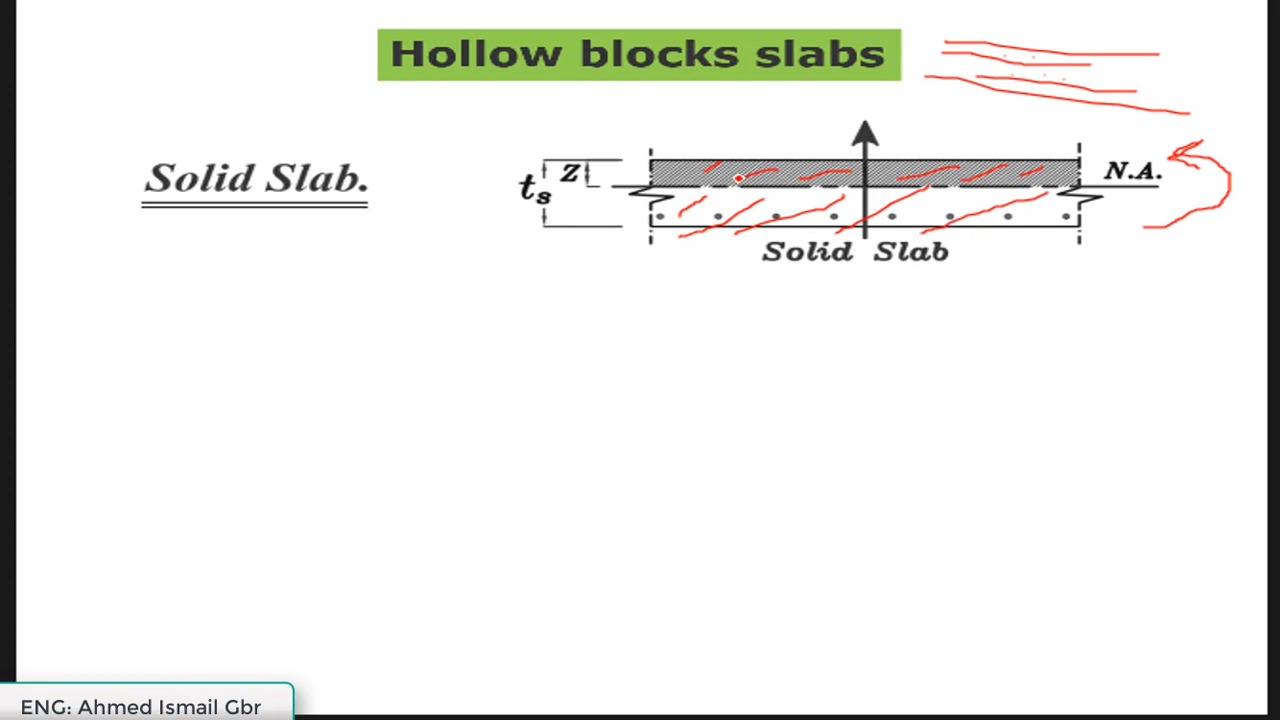 Hollow blocks slabs
Solid Slab.
ts
Z
N.A.
Solid Slab
ENG: Ahmed Ismail Gbr